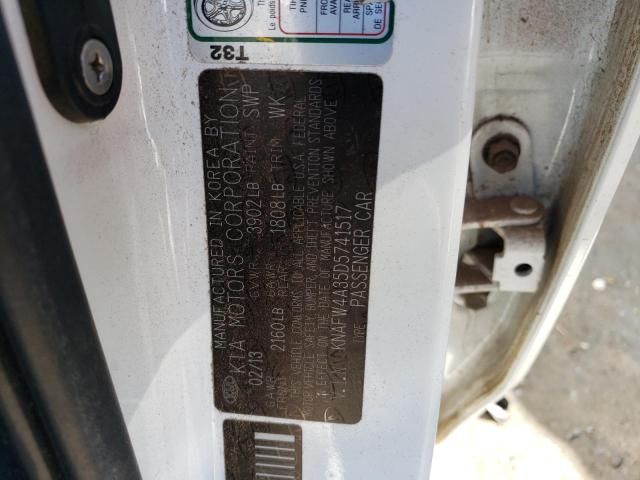 MANUFACTURED IN KOREA BY
KIA MOTORS CORPORATION
02/13 GVWR 3902LB PAINT SWP
GAWR FRNT 2160LB GAWR REAR 1808LB TRIM WK
THIS VEHICLE CONFORMS TO ALL APPLICABLE U.S.A FEDERAL
MOTOR VEHICLE SAFETY, BUMPER, AND THEFT PREVENTION STANDARDS
IN EFFECT ON THE DATE OF MANUFACTURE SHOWN ABOVE
V.I.N: KNAFW4A35D5741517
TYPE: PASSENGER CAR
T32